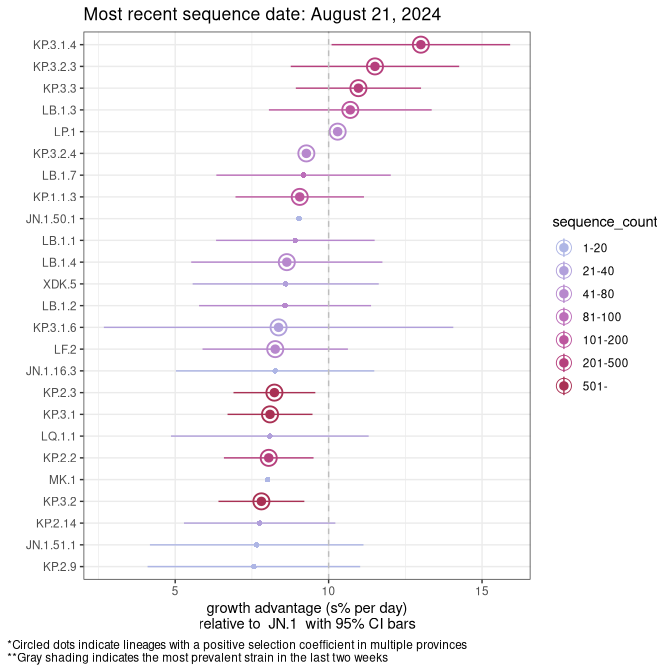 Most recent sequence date: August 21, 2024
KP.3.1.4
KP.3.2.3
KP.3.3
LB.1.3
LP.1
KP.3.2.4
LB.1.7
KP.1.1.3
JN.1.50.1
LB.1.1
LB.1.4
XDK.5
LB.1.2
KP.3.1.6
LF.2
JN.1.16.3
KP.2.3
KP.3.1
LQ.1.1
KP.2.2
MK.1
KP.3.2
KP.2.14
JN.1.51.1
KP.2.9
5 10 15
growth advantage (s% per day)
relative to JN.1 with 95% CI bars
sequence_count
1-20
21-40
41-80
81-100
101-200
201-500
501-
*Circled dots indicate lineages with a positive selection coefficient in multiple provinces
**Gray shading indicates the most prevalent strain in the last two weeks